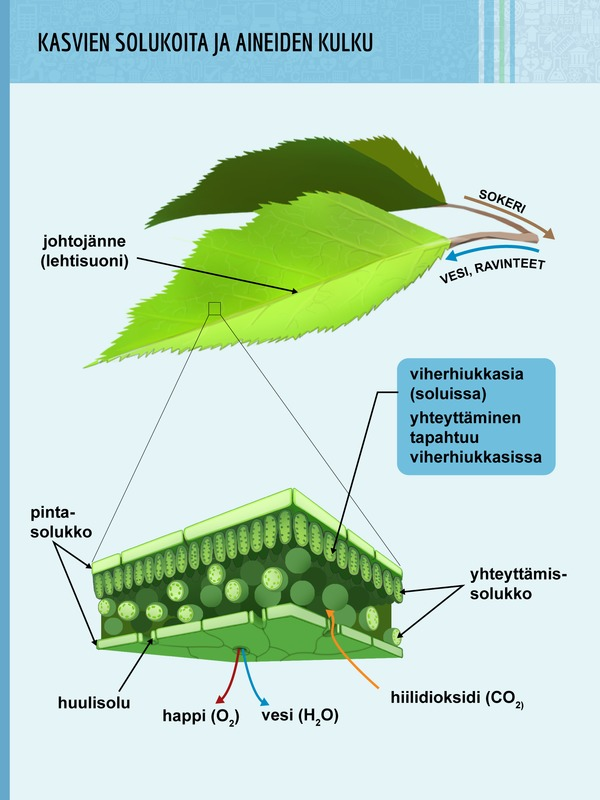 KASVIEN SOLUKOITA JA AINEIDEN KULKU
SOKERI
VESI, RAVINTEET
johtojänne
(lehtisuoni)
viherhiukkasia
(soluissa)
yhteyttäminen
tapahtuu
viherhiukkasissa
pinta-
solukko
yhteyttämis-
solukko
huulisolu
happi (O₂)
vesi (H₂O)
hiilidioksidi (CO₂)